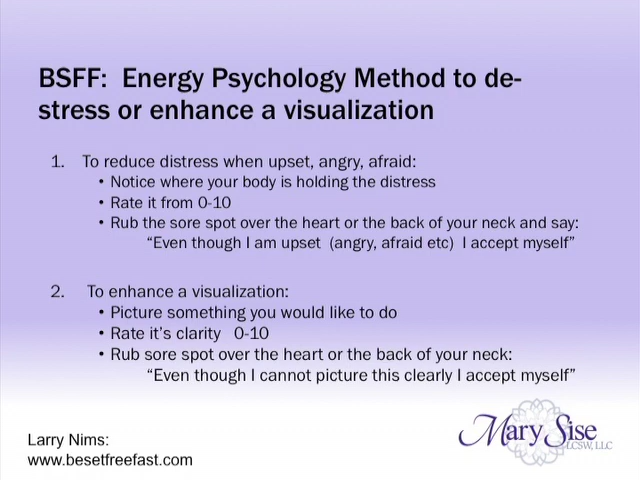 BSFF:  Energy Psychology Method to de-
stress or enhance a visualization
1. To reduce distress when upset, angry, afraid:
• Notice where your body is holding the distress
• Rate it from 0-10
• Rub the sore spot over the heart or the back of your neck and say:
“Even though I am upset  (angry, afraid etc)  I accept myself”
2. To enhance a visualization:
• Picture something you would like to do
• Rate it’s clarity  0-10
• Rub sore spot over the heart or the back of your neck:
“Even though I cannot picture this clearly I accept myself”
Mary Sise
LCSW, LLC
Larry Nims:
www.besetfreefast.com